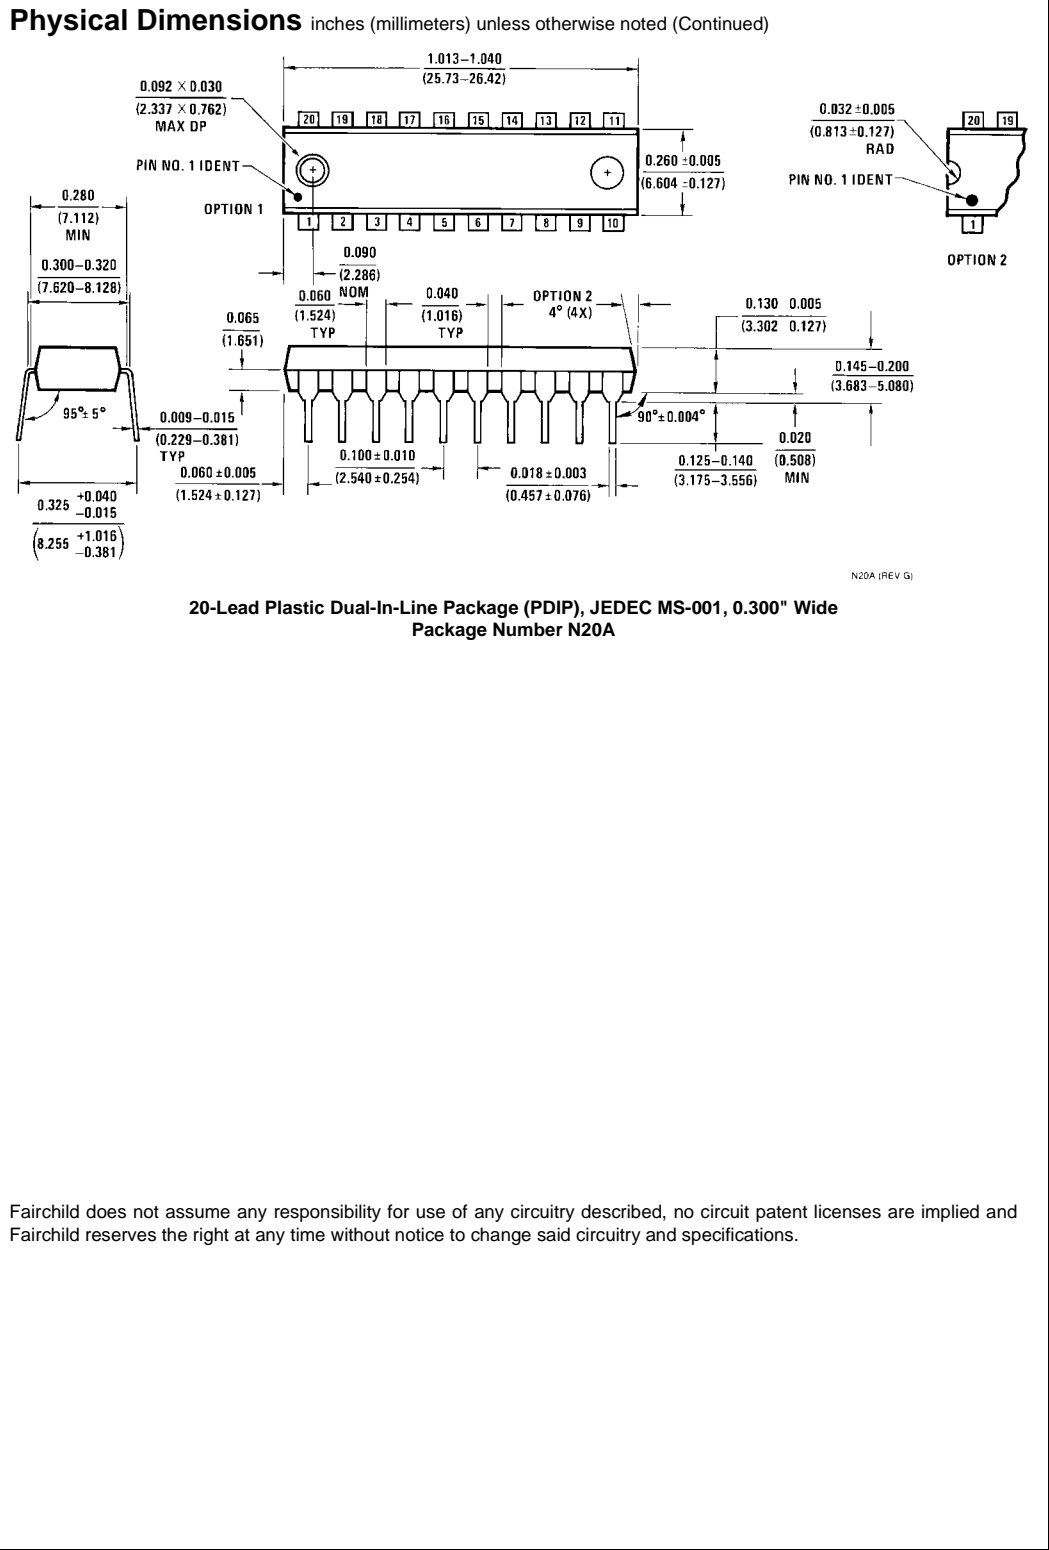 Physical Dimensions inches (millimeters) unless otherwise noted (Continued)
1.013–1.040
(25.73–26.42)
0.092 × 0.030
(2.337 × 0.762)
MAX DP
0.032 ±0.005
(0.813 ±0.127)
RAD
20 19 18 17 16 15 14 13 12 11
20 19
0.260 ±0.005
(6.604 ±0.127)
PIN NO. 1 IDENT
PIN NO. 1 IDENT
OPTION 1
1 2 3 4 5 6 7 8 9 10
1
OPTION 2
0.280
(7.112)
MIN
0.090
(2.286)
NOM
0.300–0.320
(7.620–8.128)
0.060
(1.524)
TYP
0.040
(1.016)
TYP
OPTION 2
4° (4X)
0.130 0.005
(3.302 0.127)
0.065
(1.651)
0.145–0.200
(3.683–5.080)
95° ± 5°
90° ± 0.004°
0.009–0.015
(0.229–0.381)
TYP
0.020
(0.508)
MIN
0.100 ± 0.010
(2.540 ± 0.254)
0.125–0.140
(3.175–3.556)
0.060 ± 0.005
(1.524 ± 0.127)
0.018 ± 0.003
(0.457 ± 0.076)
0.325 +0.040
–0.015
(8.255 +1.016
–0.381)
N20A (REV G)
20-Lead Plastic Dual-In-Line Package (PDIP), JEDEC MS-001, 0.300" Wide
Package Number N20A
Fairchild does not assume any responsibility for use of any circuitry described, no circuit patent licenses are implied and
Fairchild reserves the right at any time without notice to change said circuitry and specifications.